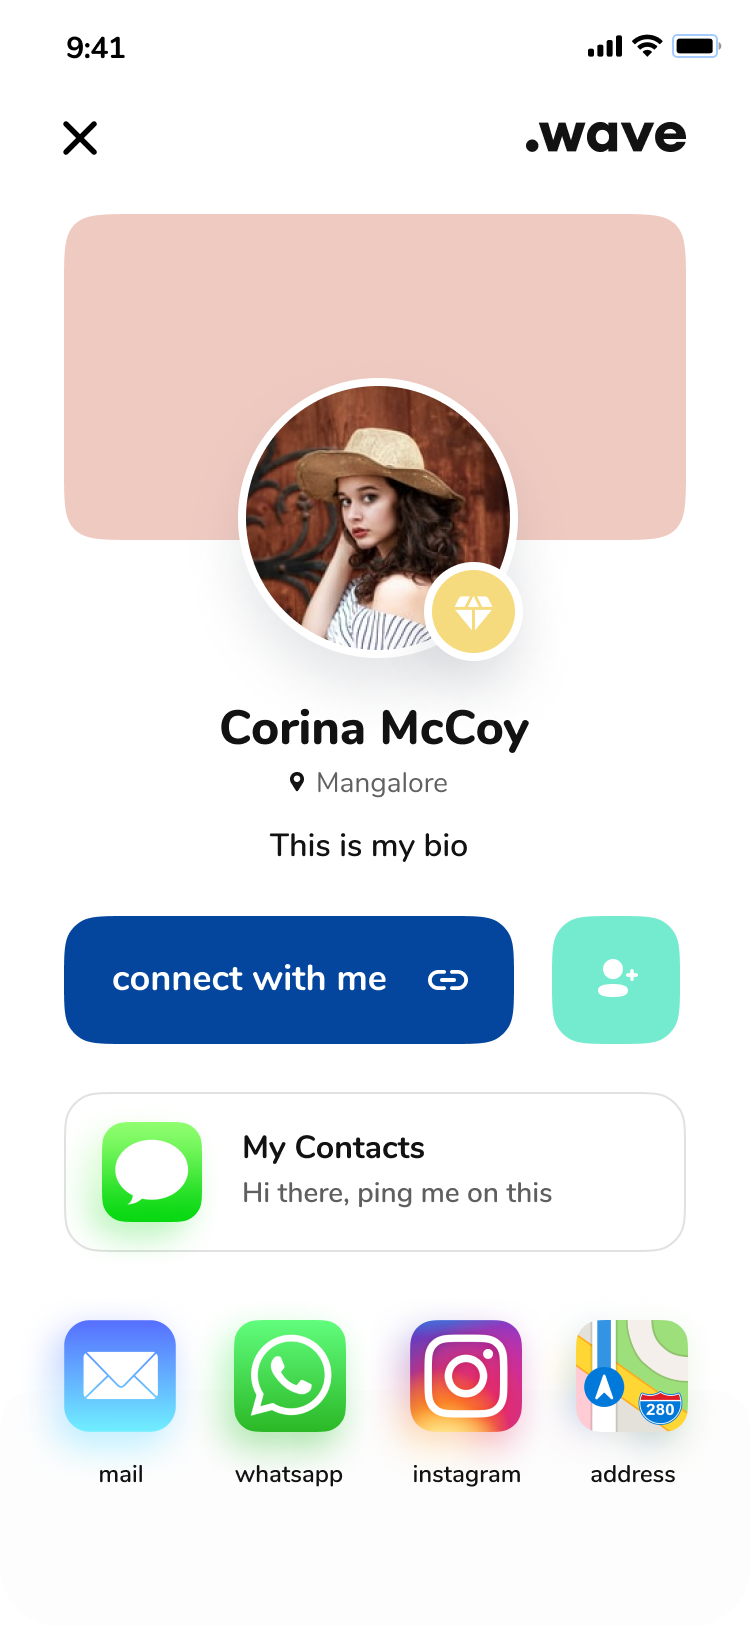 9:41
.wave
Corina McCoy
Mangalore
This is my bio
connect with me
My Contacts
Hi there, ping me on this
280
mail
whatsapp
instagram
address